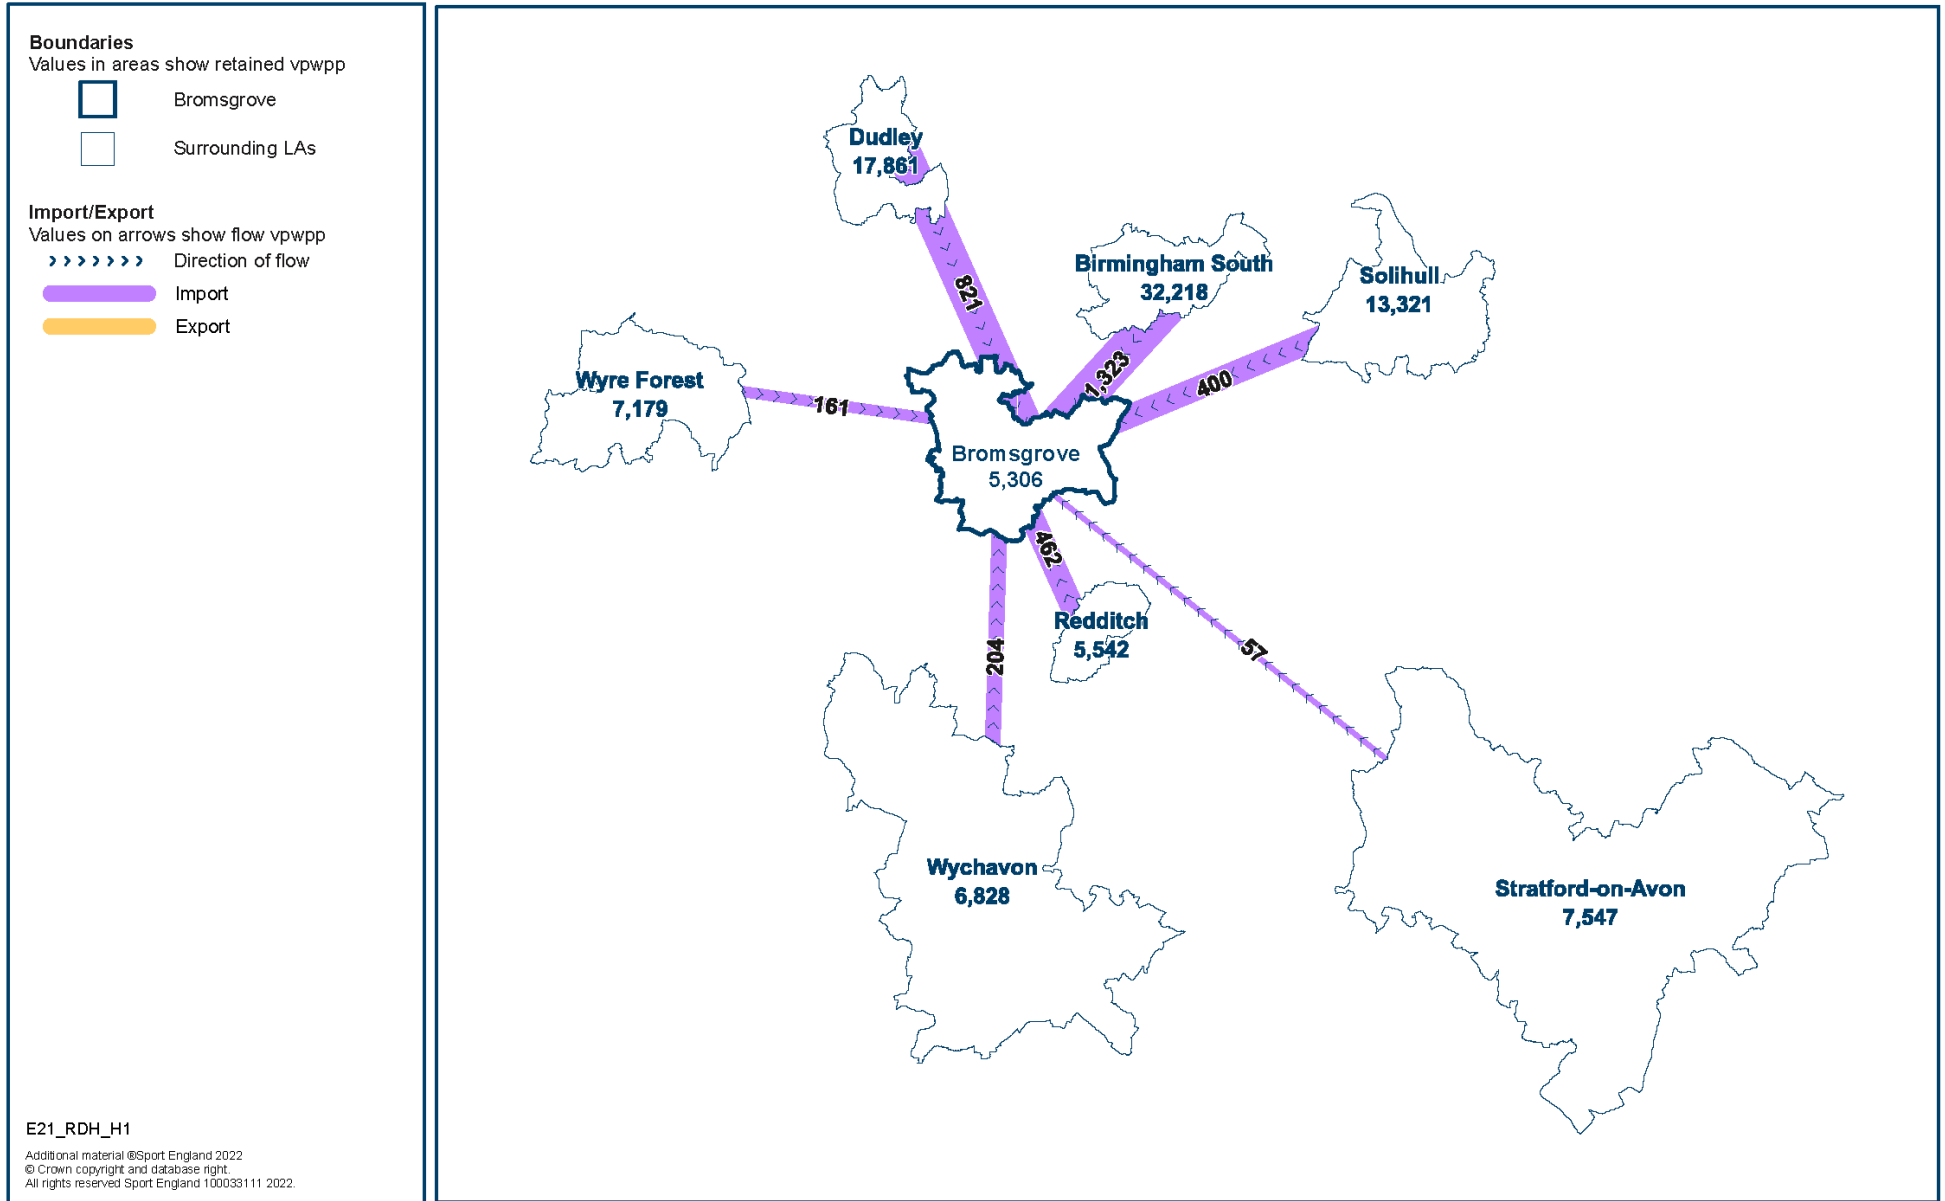 Boundaries
Values in areas show retained vpwpp
Bromsgrove
Surrounding LAs
Import/Export
Values on arrows show flow vpwpp
Direction of flow
Import
Export
E21_RDH_H1
Additional material ®Sport England 2022
© Crown copyright and database right.
All rights reserved Sport England 100033111 2022.
Dudley
17,861
Birmingham South
32,218
Solihull
13,321
821
1,323
400
Wyre Forest
7,179
161
Bromsgrove
5,306
462
Redditch
5,542
204
57
Wychavon
6,828
Stratford-on-Avon
7,547